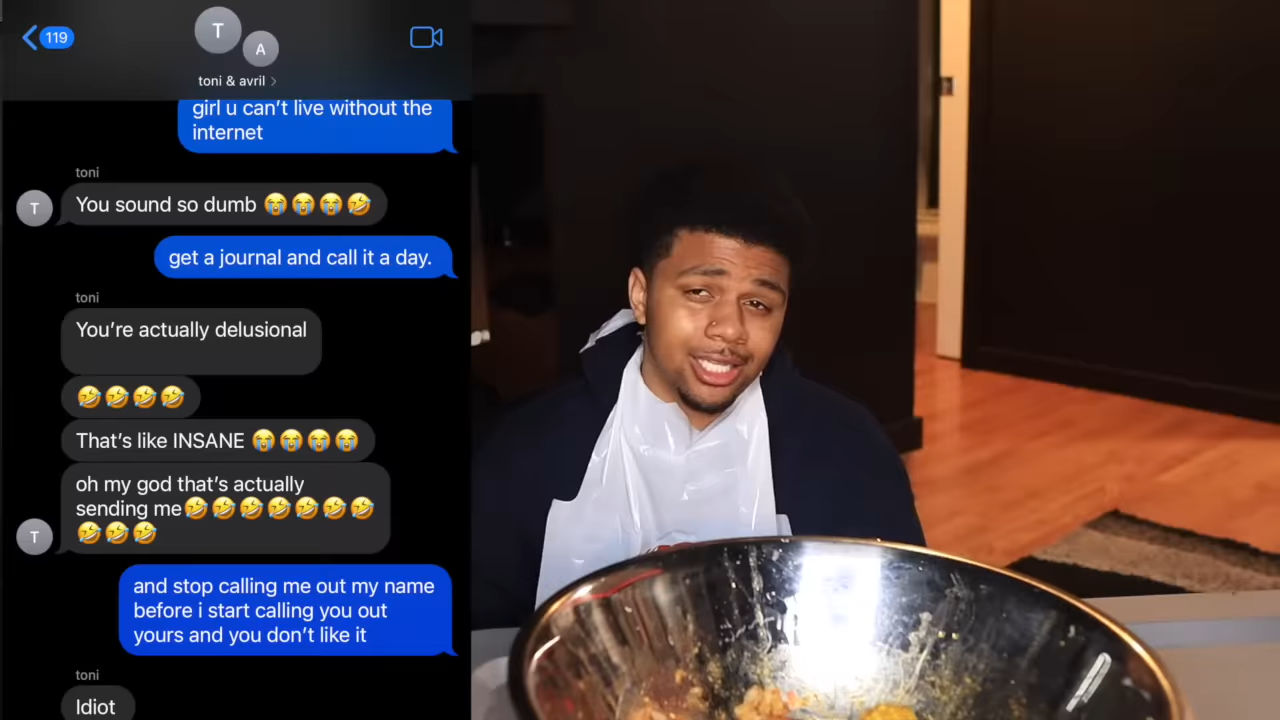 119
T
A
toni & avril >
girl u can’t live without the
internet
toni
You sound so dumb 😭😭😭🤣
T
get a journal and call it a day.
toni
You’re actually delusional
🤣🤣🤣🤣
That’s like INSANE 😭😭😭😭
oh my god that’s actually
sending me🤣🤣🤣🤣🤣🤣🤣
🤣🤣🤣
T
and stop calling me out my name
before i start calling you out
yours and you don’t like it
toni
Idiot